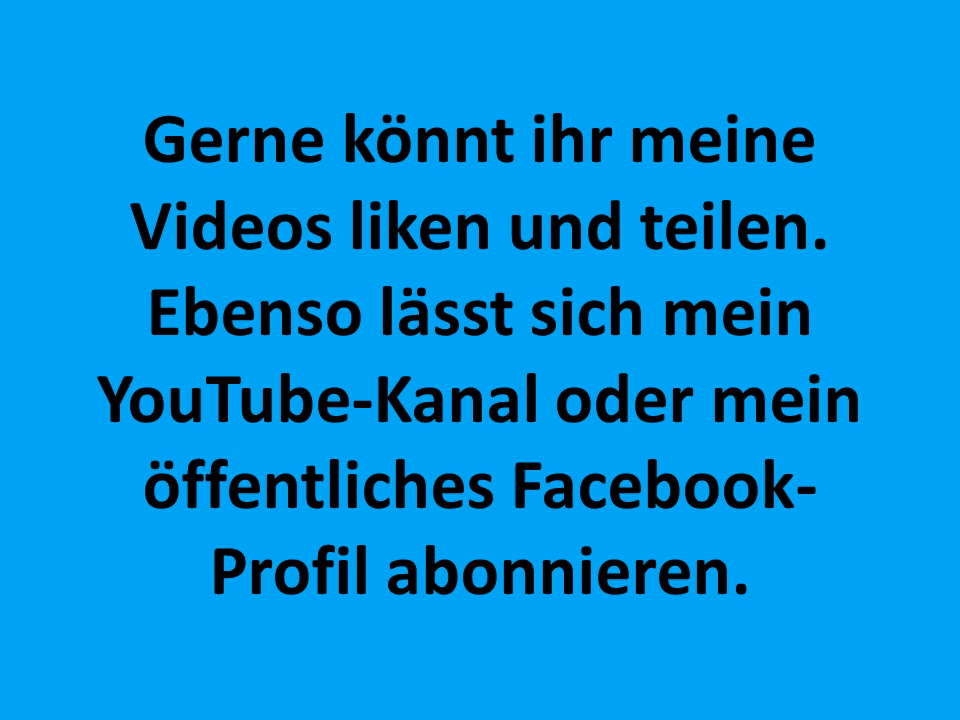 Gerne könnt ihr meine
Videos liken und teilen.
Ebenso lässt sich mein
YouTube-Kanal oder mein
öffentliches Facebook-
Profil abonnieren.